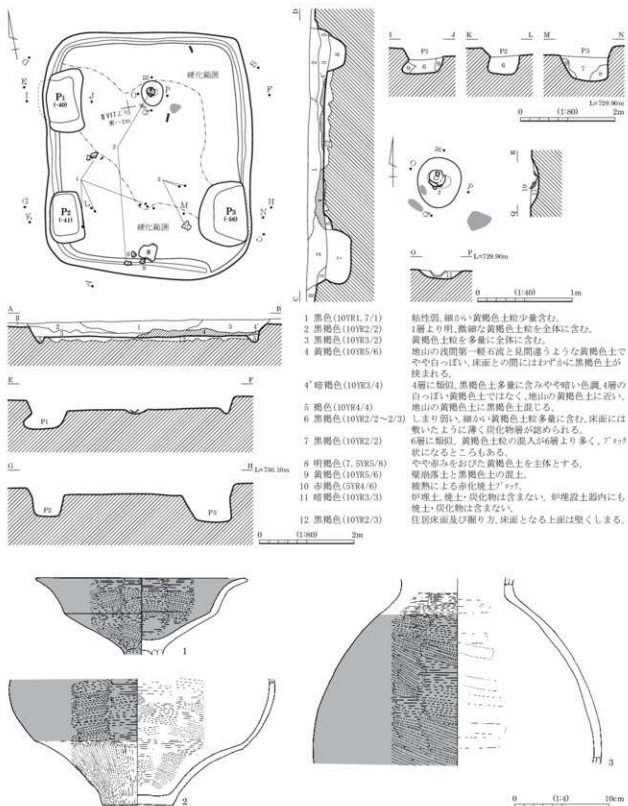 D
I J K L M N
P1 P2 P3
6 6 7
L=729.90m
0 (1:80) 2m
硬化範囲
P1
(-40)
P2
(-41)
P3
(-56)
硬化範囲
E F
J
G H
K L M N
A B
C
O P
L=729.90m
0 (1:40) 1m
A B
E F
P1
G H
L=730.10m
P2 P3
0 (1:80) 2m
1 黒色(10YR1.7/1) 粘性弱、細かい黄褐色土粒少量含む。
2 黒褐色(10YR2/2) 1層より明、微細な黄褐色土粒を全体に含む。
3 黒褐色(10YR3/2) 黄褐色土粒を多量に全体に含む。
4 黄褐色(10YR5/6) 地山の浅間第一軽石流と見間違うような黄褐色土で
やや白っぽい、床面との間にはわずかに黒褐色土が
挟まれる。
4' 暗褐色(10YR3/4) 4層に類似、黒褐色土多量に含みやや暗い色調、4層の
白っぽい黄褐色土ではなく、地山の黄褐色土に近い。
5 褐色(10YR4/4) 地山の黄褐色土に黒褐色土混じる。
6 黒褐色(10YR2/2～2/3) しまり弱い、細かい黄褐色土粒多量に含む、床面には
敷いたように薄く炭化物層が認められる。
7 黒褐色(10YR2/2) 6層に類似、黄褐色土粒の混入が6層より多く、ブロック
状になるところもある。
8 明褐色(7,5YR5/8) やや赤みをおびた黄褐色土を主体とする。
9 黄褐色(10YR5/6) 壁崩落土と黒褐色土の混土。
10 赤褐色(5YR4/6) 被熱による赤化焼土ブロック。
11 暗褐色(10YR3/3) 炉埋土、焼土・炭化物は含まない、炉埋設土器内にも
焼土・炭化物は含まない。
12 黒褐色(10YR2/3) 住居床面及び掘り方、床面となる上面は堅くしまる。
1
2
3
0 (1:4) 10cm